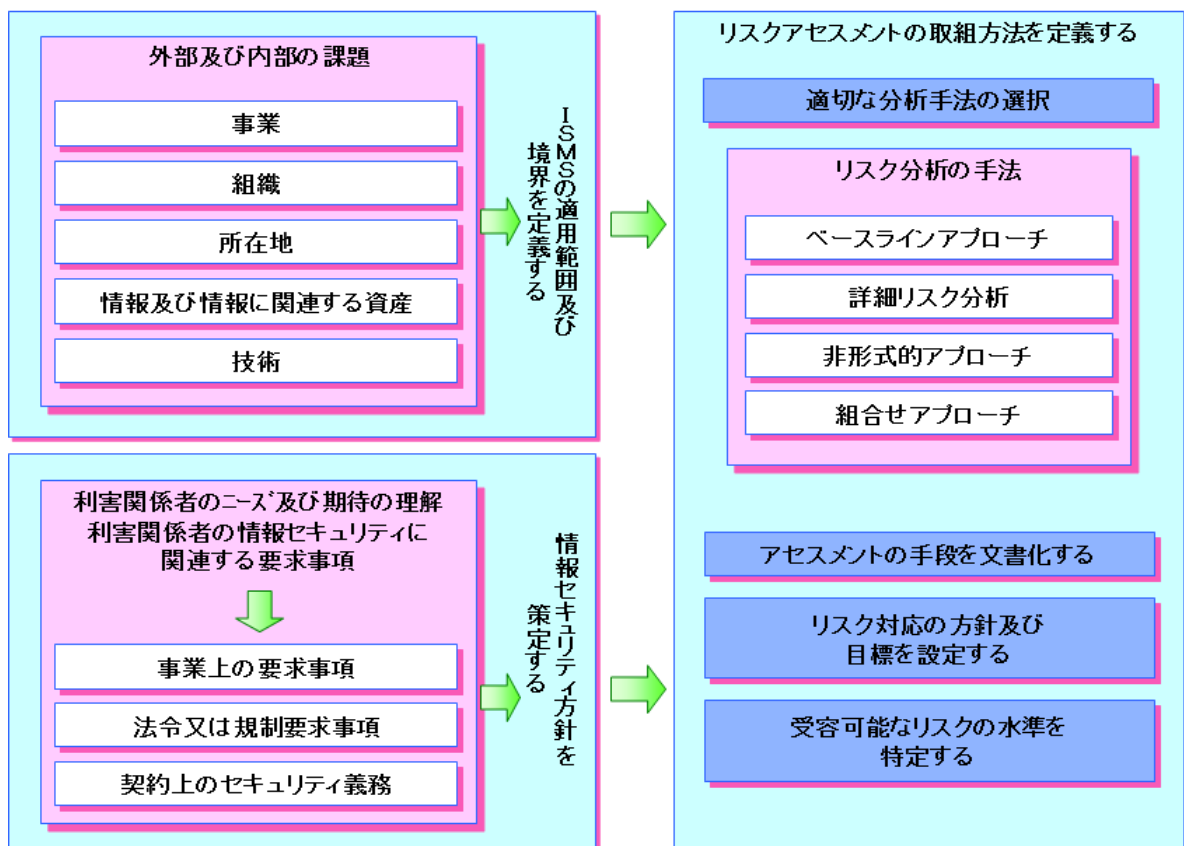 外部及び内部の課題
事業
組織
所在地
情報及び情報に関連する資産
技術
ISMSの適用範囲及び
境界を定義する
利害関係者のニーズ及び期待の理解
利害関係者の情報セキュリティに
関連する要求事項
事業上の要求事項
法令又は規制要求事項
契約上のセキュリティ義務
情報セキュリティ方針を
策定する
リスクアセスメントの取組方法を定義する
適切な分析手法の選択
リスク分析の手法
ベースラインアプローチ
詳細リスク分析
非形式的アプローチ
組合せアプローチ
アセスメントの手段を文書化する
リスク対応の方針及び
目標を設定する
受容可能なリスクの水準を
特定する